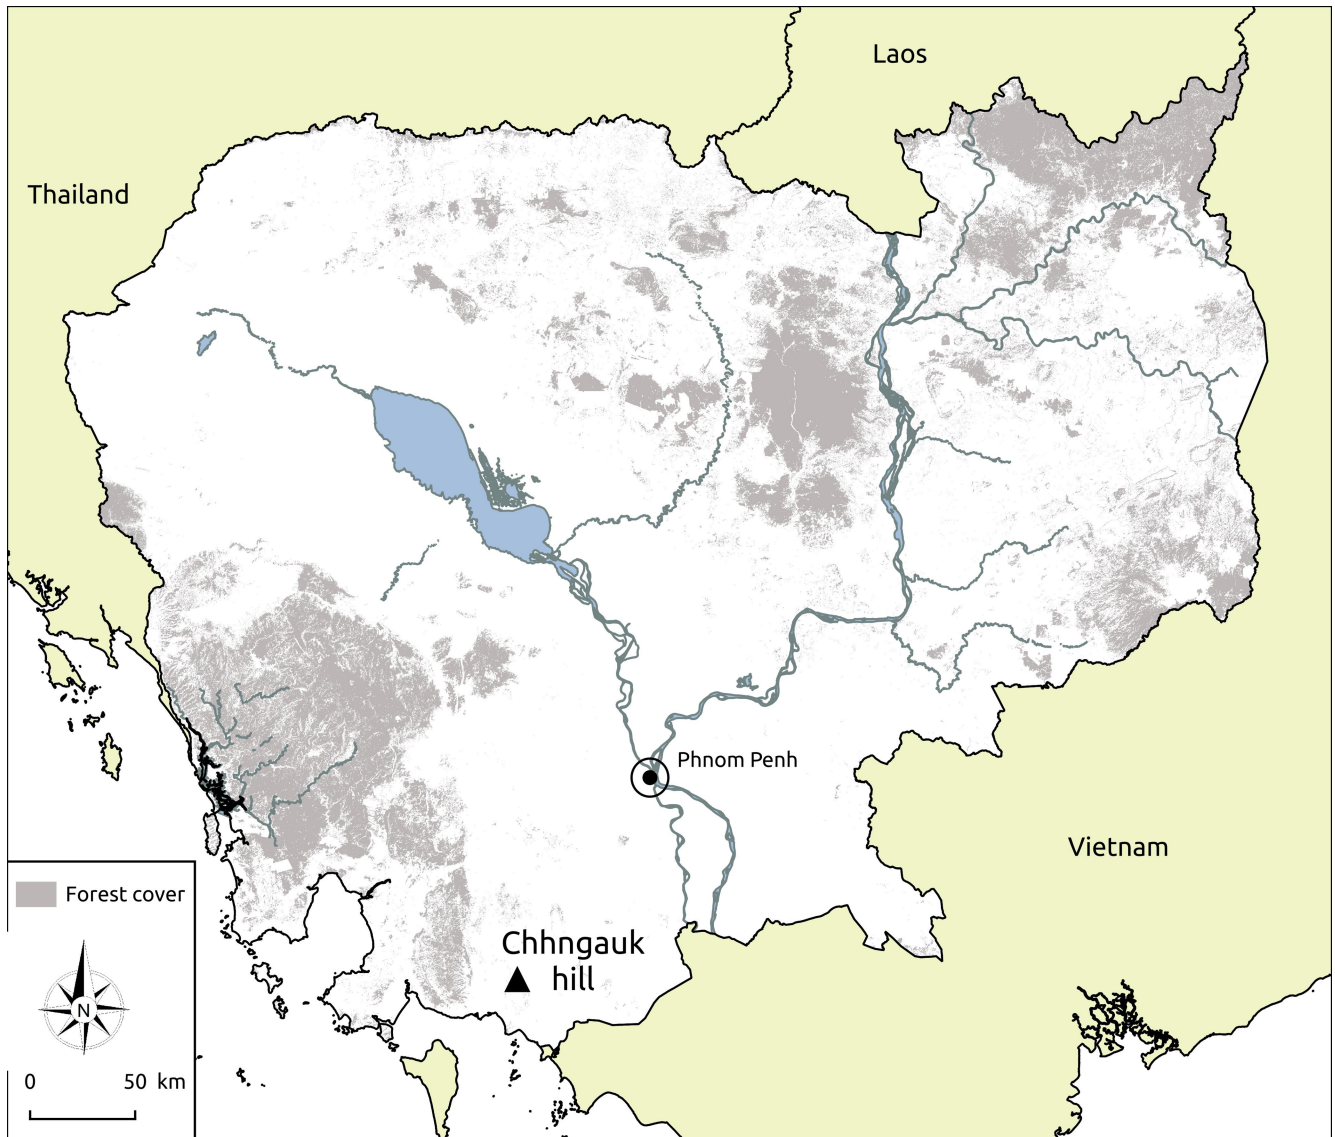 Laos
Thailand
Phnom Penh
Vietnam
Forest cover
Chhngauk
hill
N
0 50 km